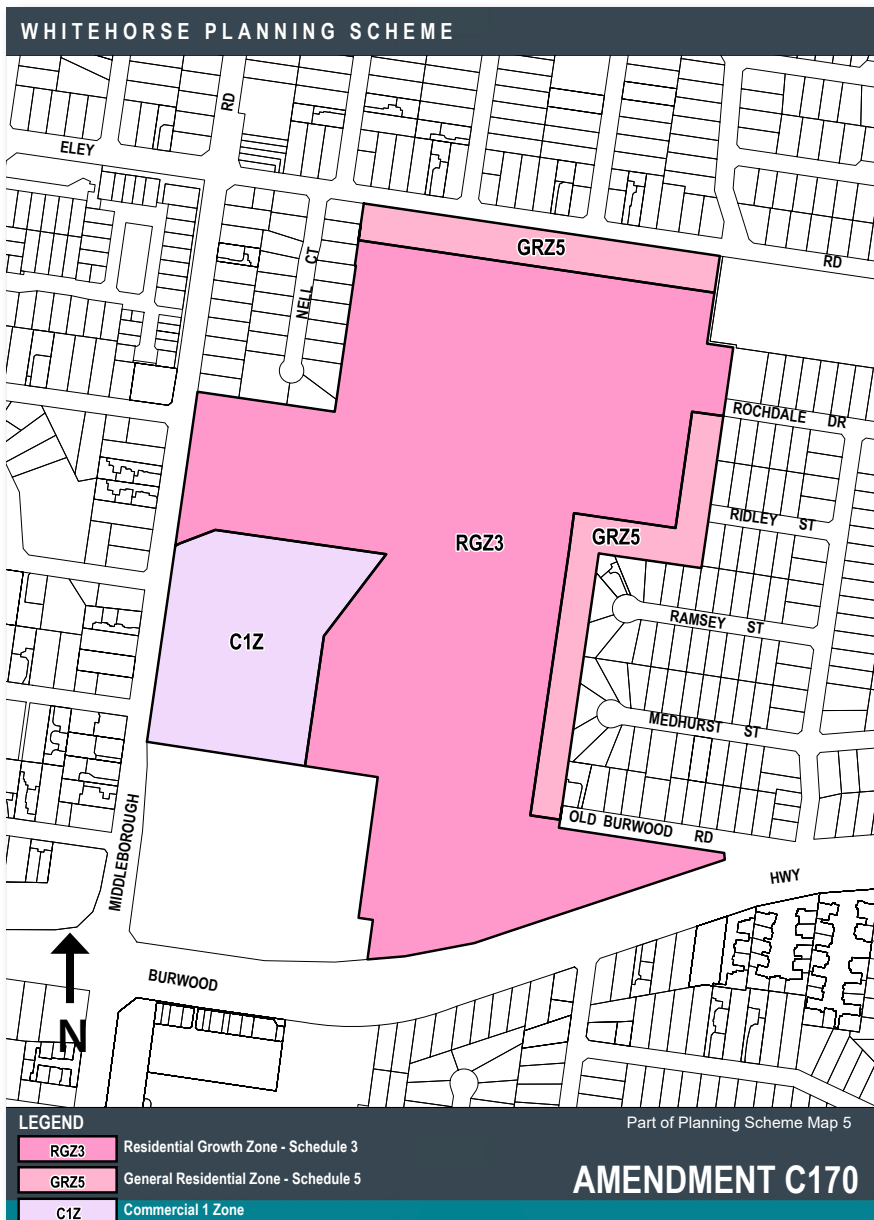 WHITEHORSE PLANNING SCHEME
RD
ELEY
GRZ5
RD
NELL CT
ROCHDALE DR
RIDLEY ST
GRZ5
RGZ3
RAMSEY ST
C1Z
MEDHURST ST
OLD BURWOOD RD
MIDDLEBOROUGH
HWY
BURWOOD
N
LEGEND
Part of Planning Scheme Map 5
RGZ3 Residential Growth Zone - Schedule 3
GRZ5 General Residential Zone - Schedule 5
AMENDMENT C170
C1Z Commercial 1 Zone